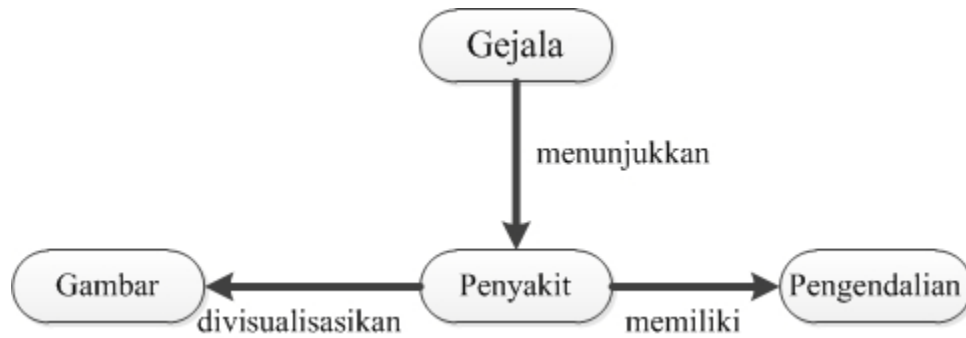 Gejala
menunjukkan
Gambar
Penyakit
Pengendalian
divisualisasikan
memiliki